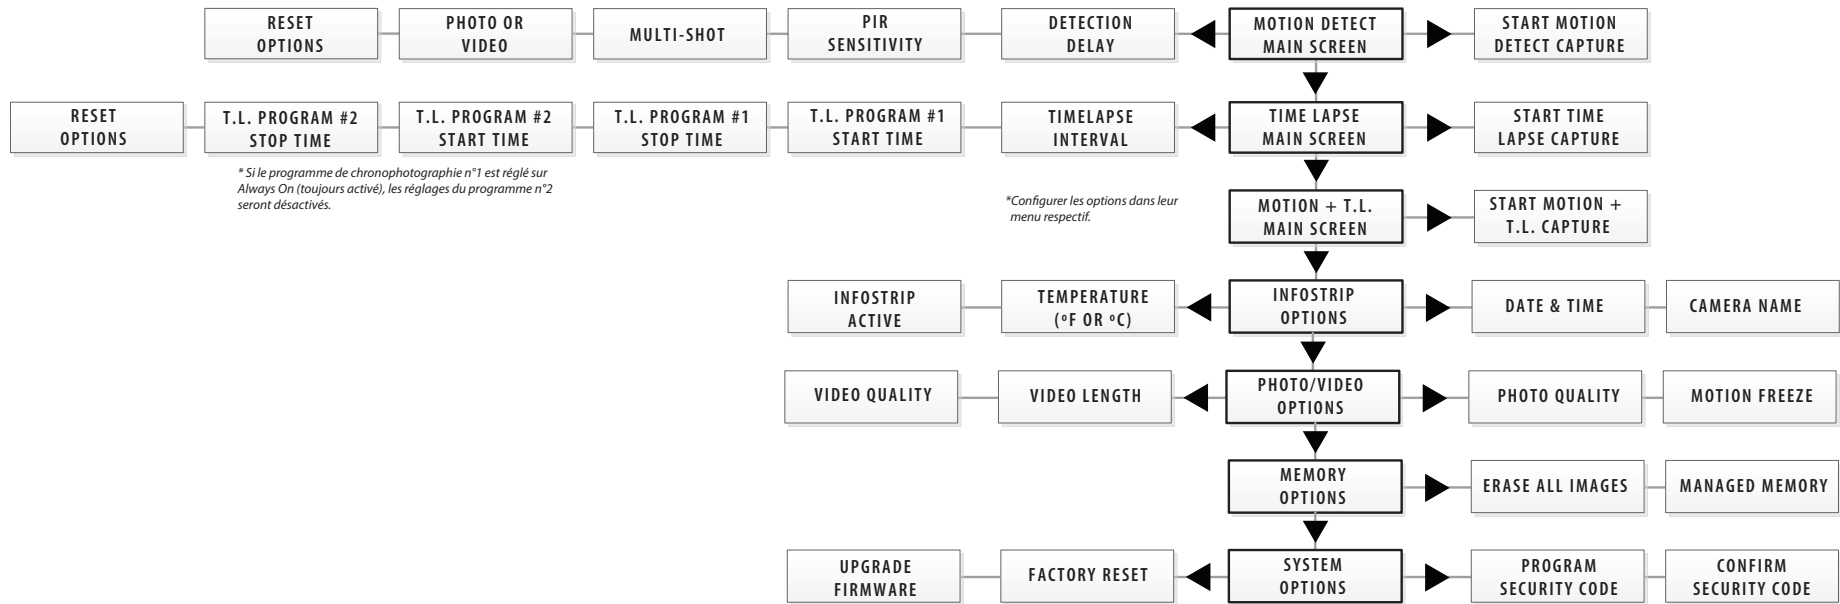 RESET
OPTIONS
PHOTO OR
VIDEO
MULTI-SHOT
PIR
SENSITIVITY
DETECTION
DELAY
MOTION DETECT
MAIN SCREEN
START MOTION
DETECT CAPTURE
RESET
OPTIONS
T.L. PROGRAM #2
STOP TIME
T.L. PROGRAM #2
START TIME
T.L. PROGRAM #1
STOP TIME
T.L. PROGRAM #1
START TIME
TIMELAPSE
INTERVAL
TIME LAPSE
MAIN SCREEN
START TIME
LAPSE CAPTURE
* Si le programme de chronophotographie n°1 est réglé sur
Always On (toujours activé), les réglages du programme n°2
seront désactivés.
*Configurer les options dans leur
menu respectif.
MOTION + T.L.
MAIN SCREEN
START MOTION +
T.L. CAPTURE
INFOSTRIP
ACTIVE
TEMPERATURE
(ºF OR ºC)
INFOSTRIP
OPTIONS
DATE & TIME
CAMERA NAME
VIDEO QUALITY
VIDEO LENGTH
PHOTO/VIDEO
OPTIONS
PHOTO QUALITY
MOTION FREEZE
MEMORY
OPTIONS
ERASE ALL IMAGES
MANAGED MEMORY
UPGRADE
FIRMWARE
FACTORY RESET
SYSTEM
OPTIONS
PROGRAM
SECURITY CODE
CONFIRM
SECURITY CODE